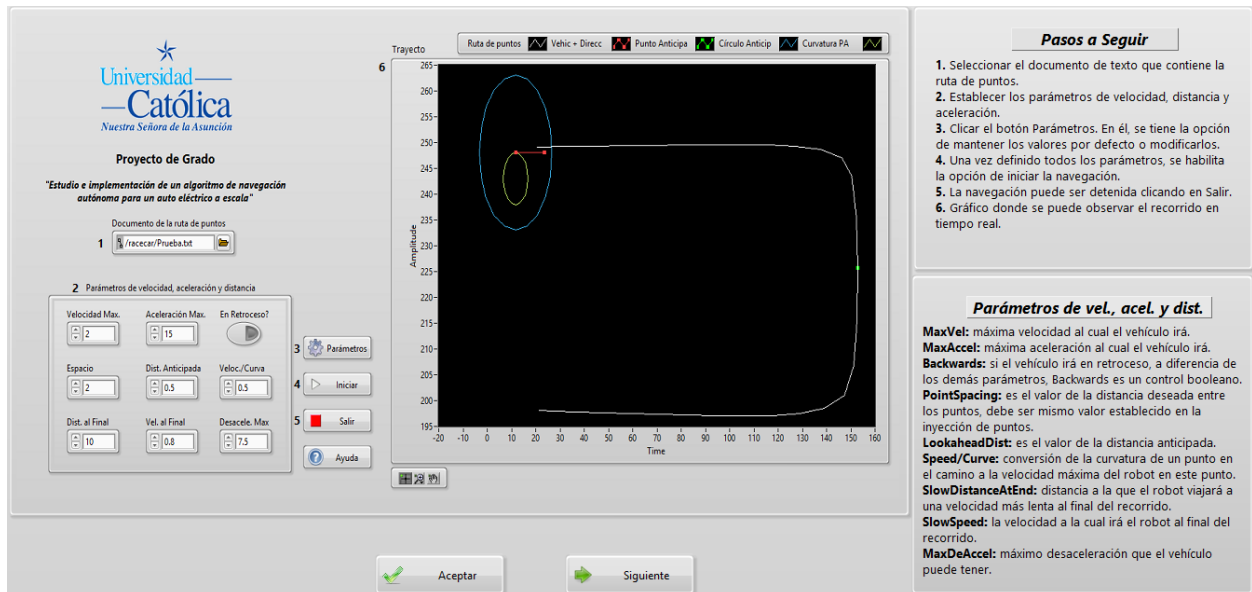 Universidad
Católica
Nuestra Señora de la Asunción
Proyecto de Grado
"Estudio e implementación de un algoritmo de navegación
autónoma para un auto eléctrico a escala"
Documento de la ruta de puntos
1 /racecar/Prueba.txt
2 Parámetros de velocidad, aceleración y distancia
Velocidad Max. Aceleración Max. En Retroceso?
2 15
Espacio Dist. Anticipada Veloc./Curva
2 0.5 0.5
Dist. al Final Vel. al Final Desacele. Max
10 0.8 7.5
3 Parámetros
4 Iniciar
5 Salir
Ayuda
Trayecto
Ruta de puntos Vehic + Direcc Punto Anticipa Círculo Anticip Curvatura PA
6
265
260
255
250
245
240
235
230
225
220
215
210
205
200
195
Amplitude
-20 -10 0 10 20 30 40 50 60 70 80 90 100 110 120 130 140 150 160
Time
Pasos a Seguir
1. Seleccionar el documento de texto que contiene la
ruta de puntos.
2. Establecer los parámetros de velocidad, distancia y
aceleración.
3. Clicar el botón Parámetros. En él, se tiene la opción
de mantener los valores por defecto o modificarlos.
4. Una vez definido todos los parámetros, se habilita
la opción de iniciar la navegación.
5. La navegación puede ser detenida clicando en Salir.
6. Gráfico donde se puede observar el recorrido en
tiempo real.
Parámetros de vel., acel. y dist.
MaxVel: máxima velocidad al cual el vehículo irá.
MaxAccel: máxima aceleración al cual el vehículo irá.
Backwards: si el vehículo irá en retroceso, a diferencia de
los demás parámetros, Backwards es un control booleano.
PointSpacing: es el valor de la distancia deseada entre
los puntos, debe ser mismo valor establecido en la
inyección de puntos.
LookaheadDist: es el valor de la distancia anticipada.
Speed/Curve: conversión de la curvatura de un punto en
el camino a la velocidad máxima del robot en este punto.
SlowDistanceAtEnd: distancia a la que el robot viajará a
una velocidad más lenta al final del recorrido.
SlowSpeed: la velocidad a la cual irá el robot al final del
recorrido.
MaxDeAccel: máximo desaceleración que el vehículo
puede tener.
Aceptar
Siguiente